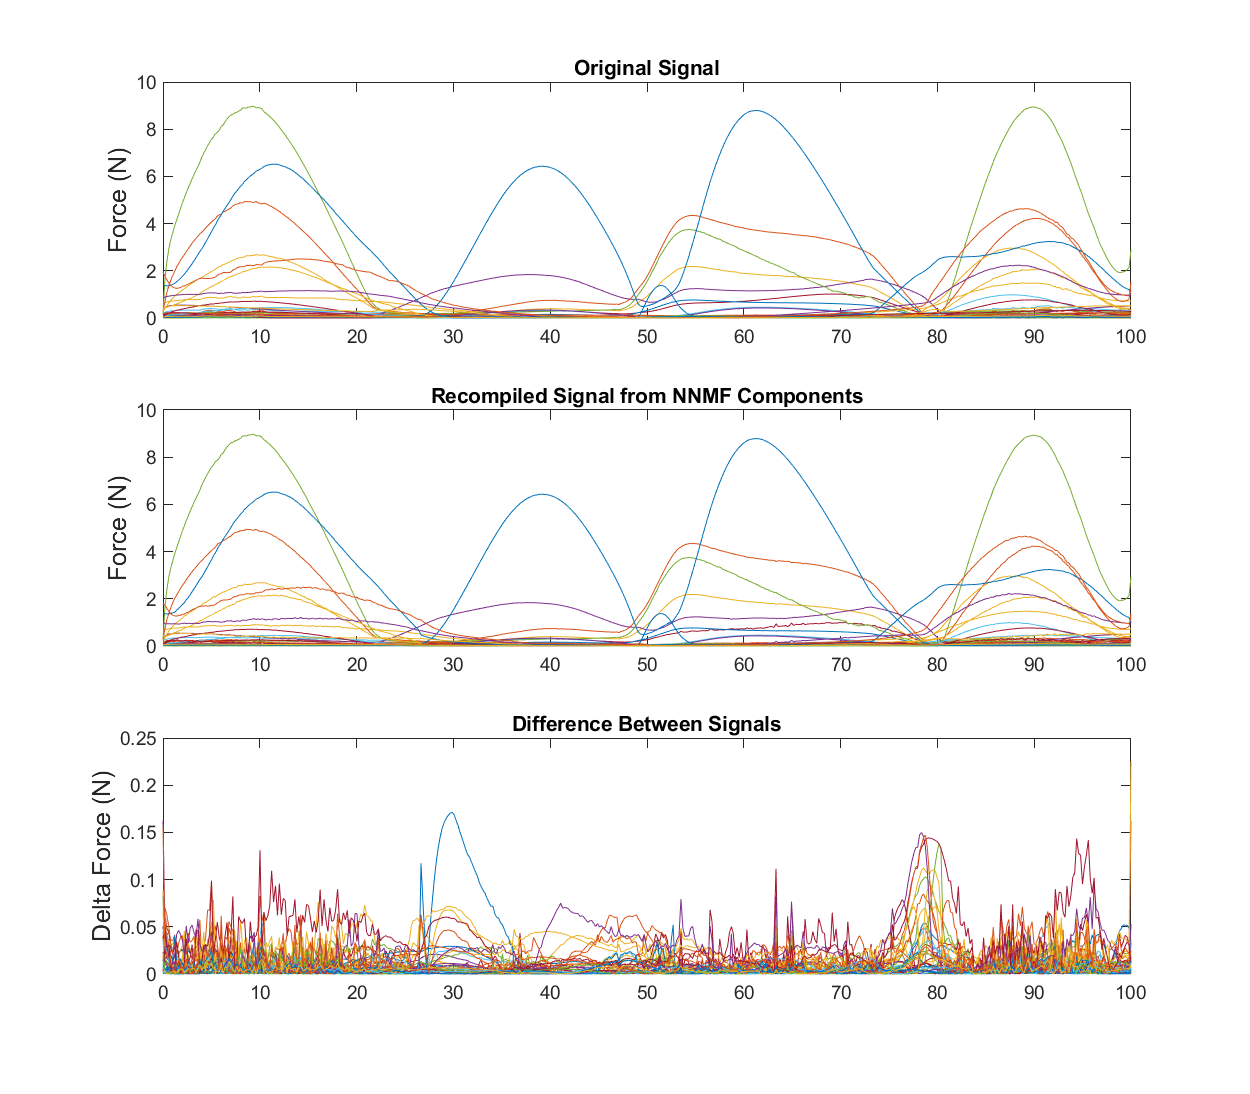 Original Signal
Force (N)
10
8
6
4
2
0
0 10 20 30 40 50 60 70 80 90 100
Recompiled Signal from NNMF Components
Force (N)
10
8
6
4
2
0
0 10 20 30 40 50 60 70 80 90 100
Difference Between Signals
Delta Force (N)
0.25
0.2
0.15
0.1
0.05
0
0 10 20 30 40 50 60 70 80 90 100